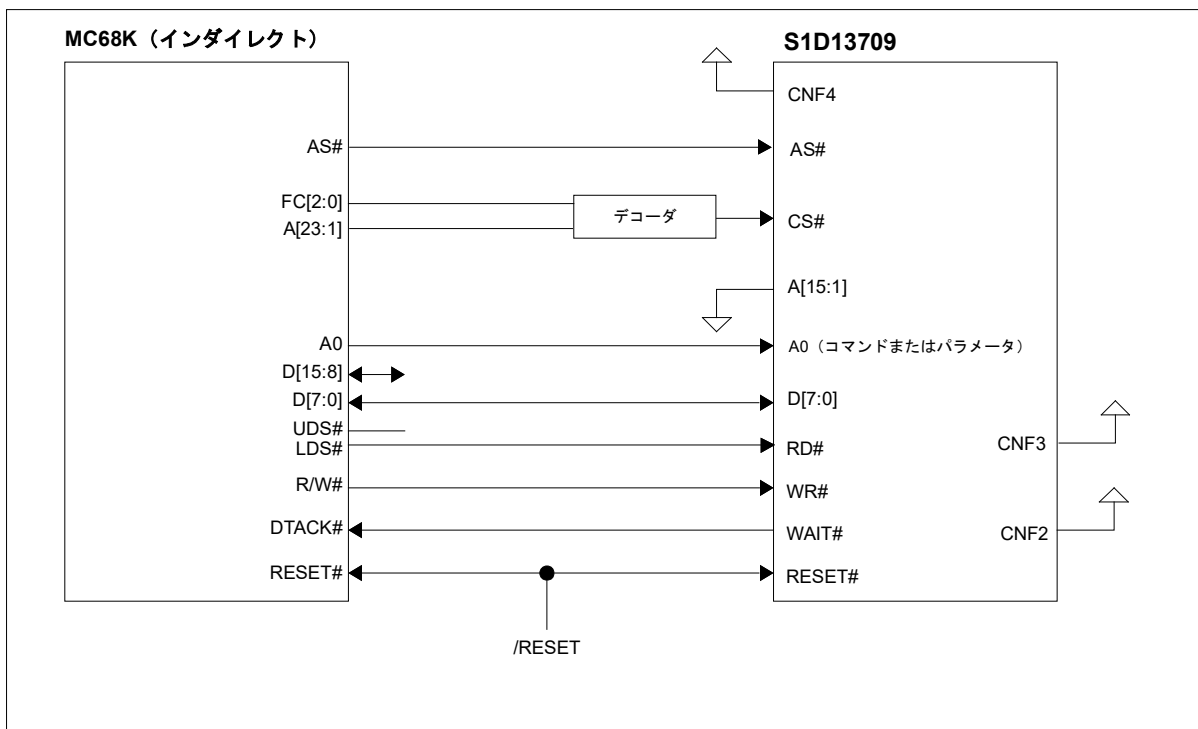 MC68K（インダイレクト）
S1D13709
CNF4
AS#
AS#
FC[2:0]
A[23:1]
デコーダ
CS#
A[15:1]
A0
A0（コマンドまたはパラメータ）
D[15:8]
D[7:0]
D[7:0]
UDS#
LDS#
RD#
CNF3
R/W#
WR#
DTACK#
WAIT#
CNF2
RESET#
RESET#
/RESET